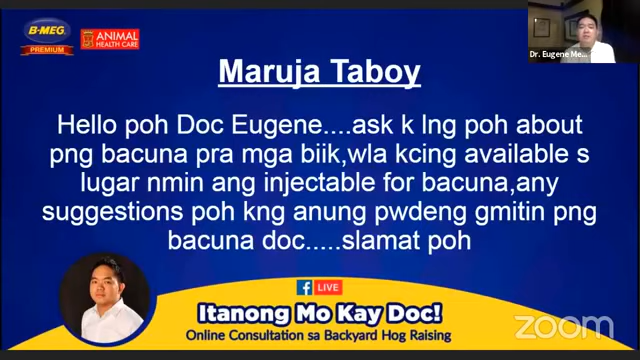 B-MEG
PREMIUM
ANIMAL
HEALTH CARE
Dr. Eugene Me...
Maruja Taboy
Hello poh Doc Eugene....ask k lng poh about
png bacuna pra mga biik,wla kcing available s
lugar nmin ang injectable for bacuna,any
suggestions poh kng anung pwdeng gmitin png
bacuna doc.....slamat poh
f LIVE
Itanong Mo Kay Doc!
Online Consultation sa Backyard Hog Raising
zoom